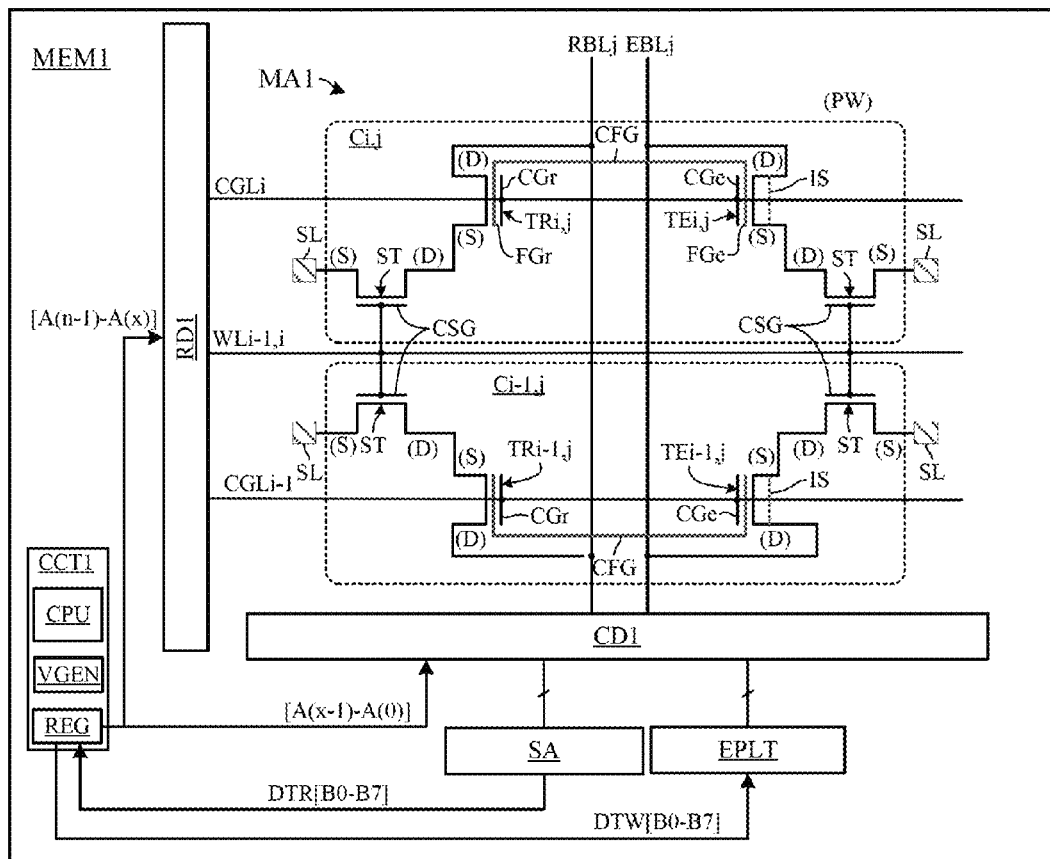 RBLj EBLj
MEM1
MA1
(PW)
Ci,j
CFG
(D)
(D)
CGLi
CGr
CGe
IS
TRi,j
TEi,j
(S)
FGr
FGe
(S)
SL
(S)
ST
(D)
(D)
ST
(S)
SL
CSG
CSG
[A(n-1)-A(x)]
RD1
WLi-1,i
Ci-1,j
ST
(S)
(D)
SL
(S)
TRi-1,j
TEi-1,j
(S)
(D)
ST
(S)
SL
IS
CGLi-1
CGr
CGe
(D)
(D)
CFG
CCT1
CPU
VGEN
REG
CD1
[A(x-1)-A(0)]
SA
EPLT
DTR[B0-B7]
DTW[B0-B7]